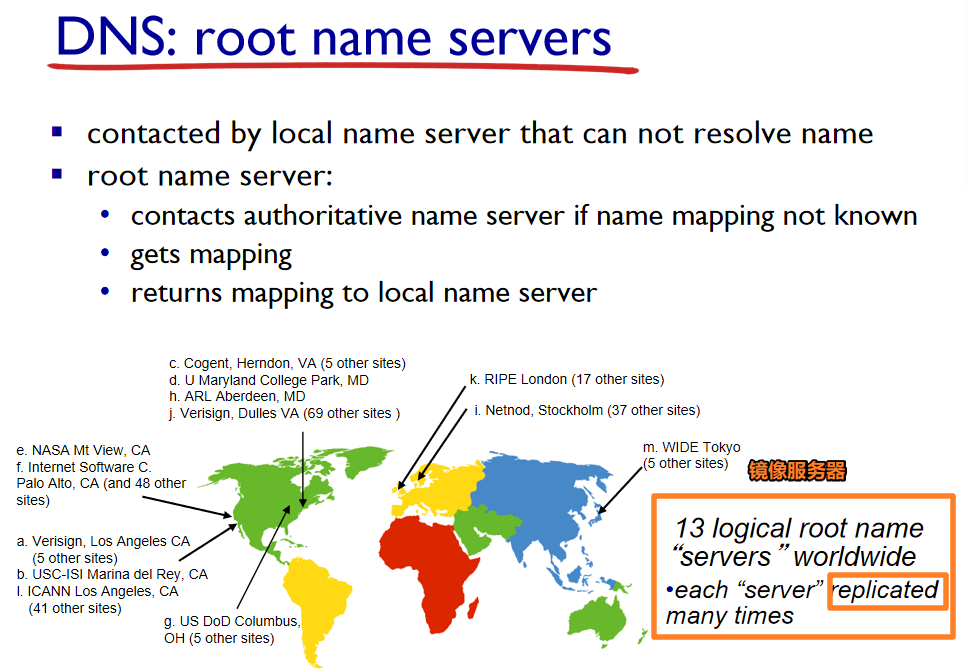 DNS: root name servers
▪ contacted by local name server that can not resolve name
▪ root name server:
• contacts authoritative name server if name mapping not known
• gets mapping
• returns mapping to local name server
c. Cogent, Herndon, VA (5 other sites)
d. U Maryland College Park, MD
h. ARL Aberdeen, MD
j. Verisign, Dulles VA (69 other sites )
k. RIPE London (17 other sites)
i. Netnod, Stockholm (37 other sites)
m. WIDE Tokyo
(5 other sites)
e. NASA Mt View, CA
f. Internet Software C.
Palo Alto, CA (and 48 other
sites)
a. Verisign, Los Angeles CA
(5 other sites)
b. USC-ISI Marina del Rey, CA
l. ICANN Los Angeles, CA
(41 other sites)
g. US DoD Columbus,
OH (5 other sites)
镜像服务器
13 logical root name
“servers” worldwide
•each “server” replicated
many times